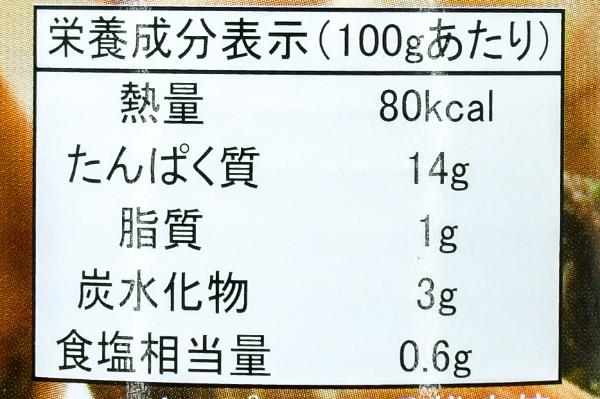 栄養成分表示(100gあたり)
熱量 80kcal
たんぱく質 14g
脂質 1g
炭水化物 3g
食塩相当量 0.6g